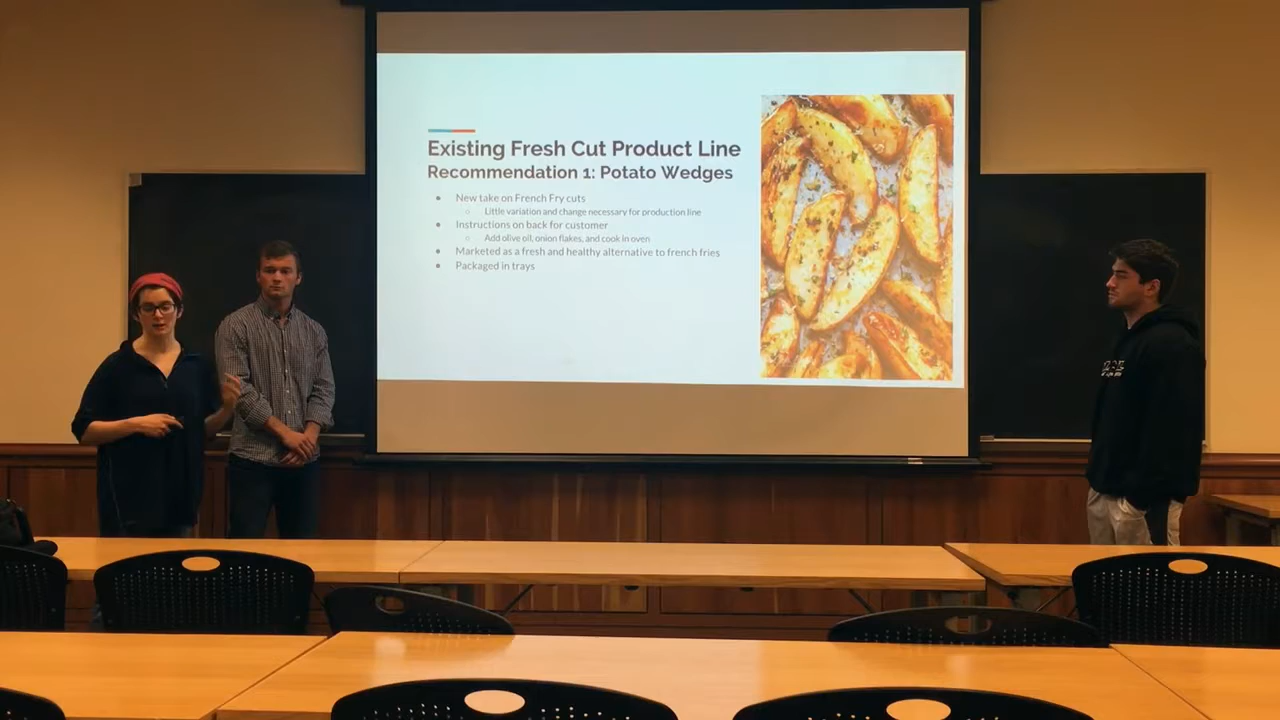 Existing Fresh Cut Product Line
Recommendation 1: Potato Wedges
● New take on French Fry cuts
○ Little variation and change necessary for production line
● Instructions on back for customer
○ Add olive oil, onion flakes, and cook in oven
● Marketed as a fresh and healthy alternative to french fries
● Packaged in trays